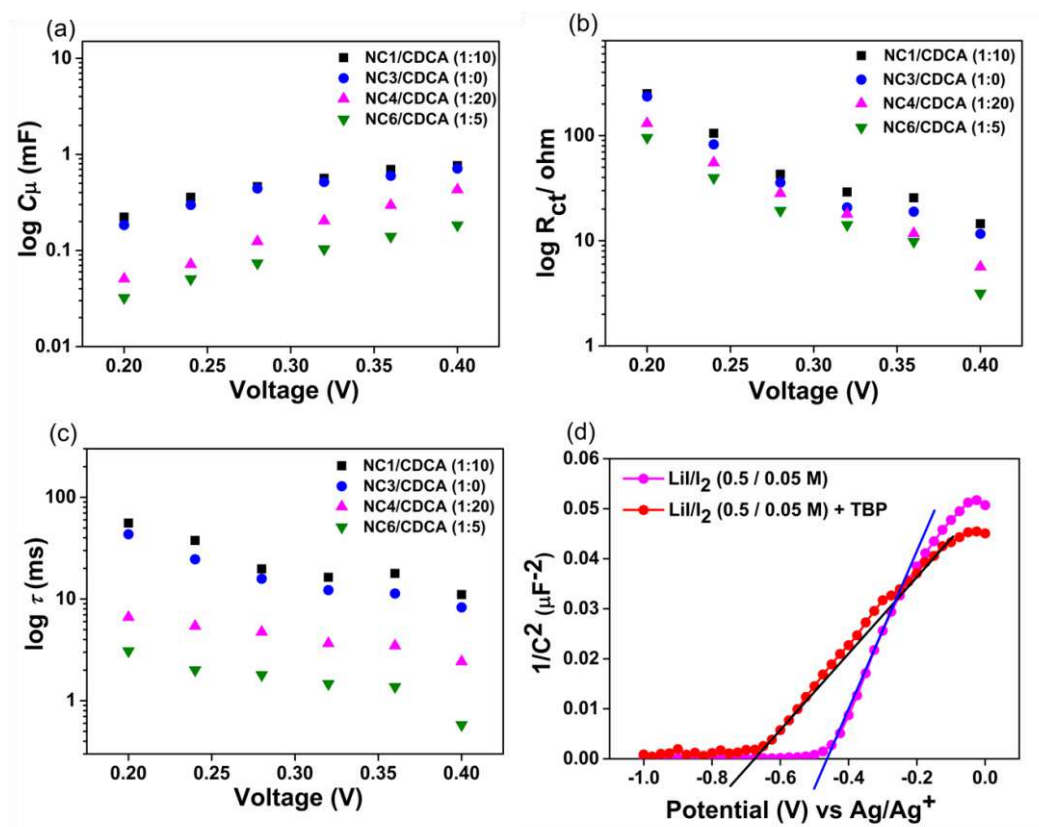 (a)
NC1/CDCA (1:10)
NC3/CDCA (1:0)
NC4/CDCA (1:20)
NC6/CDCA (1:5)
10
1
0.1
0.01
log Cμ (mF)
0.20 0.25 0.30 0.35 0.40
Voltage (V)
(b)
NC1/CDCA (1:10)
NC3/CDCA (1:0)
NC4/CDCA (1:20)
NC6/CDCA (1:5)
100
10
1
log Rct/ ohm
0.20 0.25 0.30 0.35 0.40
Voltage (V)
(c)
NC1/CDCA (1:10)
NC3/CDCA (1:0)
NC4/CDCA (1:20)
NC6/CDCA (1:5)
100
10
1
log τ (ms)
0.20 0.25 0.30 0.35 0.40
Voltage (V)
(d)
LiI/I2 (0.5 / 0.05 M)
LiI/I2 (0.5 / 0.05 M) + TBP
0.06
0.05
0.04
0.03
0.02
0.01
0.00
1/C2 (μF-2)
-1.0 -0.8 -0.6 -0.4 -0.2 0.0
Potential (V) vs Ag/Ag+